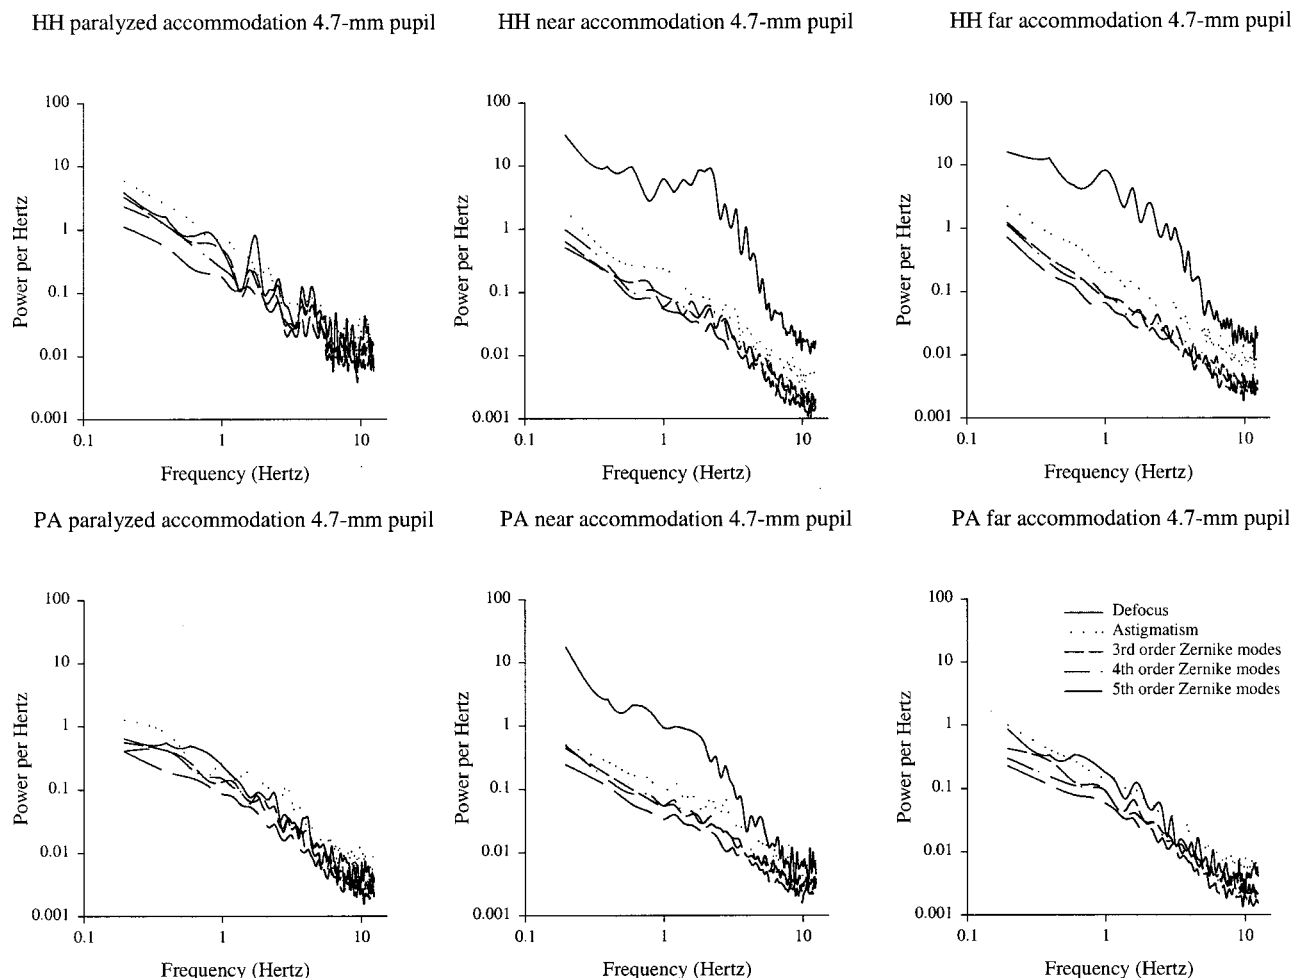 HH paralyzed accommodation 4.7-mm pupil
HH near accommodation 4.7-mm pupil
HH far accommodation 4.7-mm pupil
100
10
1
0.1
0.01
0.001
Power per Hertz
0.1
1
10
Frequency (Hertz)
100
10
1
0.1
0.01
0.001
Power per Hertz
0.1
1
10
Frequency (Hertz)
100
10
1
0.1
0.01
0.001
Power per Hertz
0.1
1
10
Frequency (Hertz)
PA paralyzed accommodation 4.7-mm pupil
PA near accommodation 4.7-mm pupil
PA far accommodation 4.7-mm pupil
100
10
1
0.1
0.01
0.001
Power per Hertz
0.1
1
10
Frequency (Hertz)
100
10
1
0.1
0.01
0.001
Power per Hertz
0.1
1
10
Frequency (Hertz)
100
10
1
0.1
0.01
0.001
Power per Hertz
0.1
1
10
Frequency (Hertz)
Defocus
Astigmatism
3rd order Zernike modes
4th order Zernike modes
5th order Zernike modes